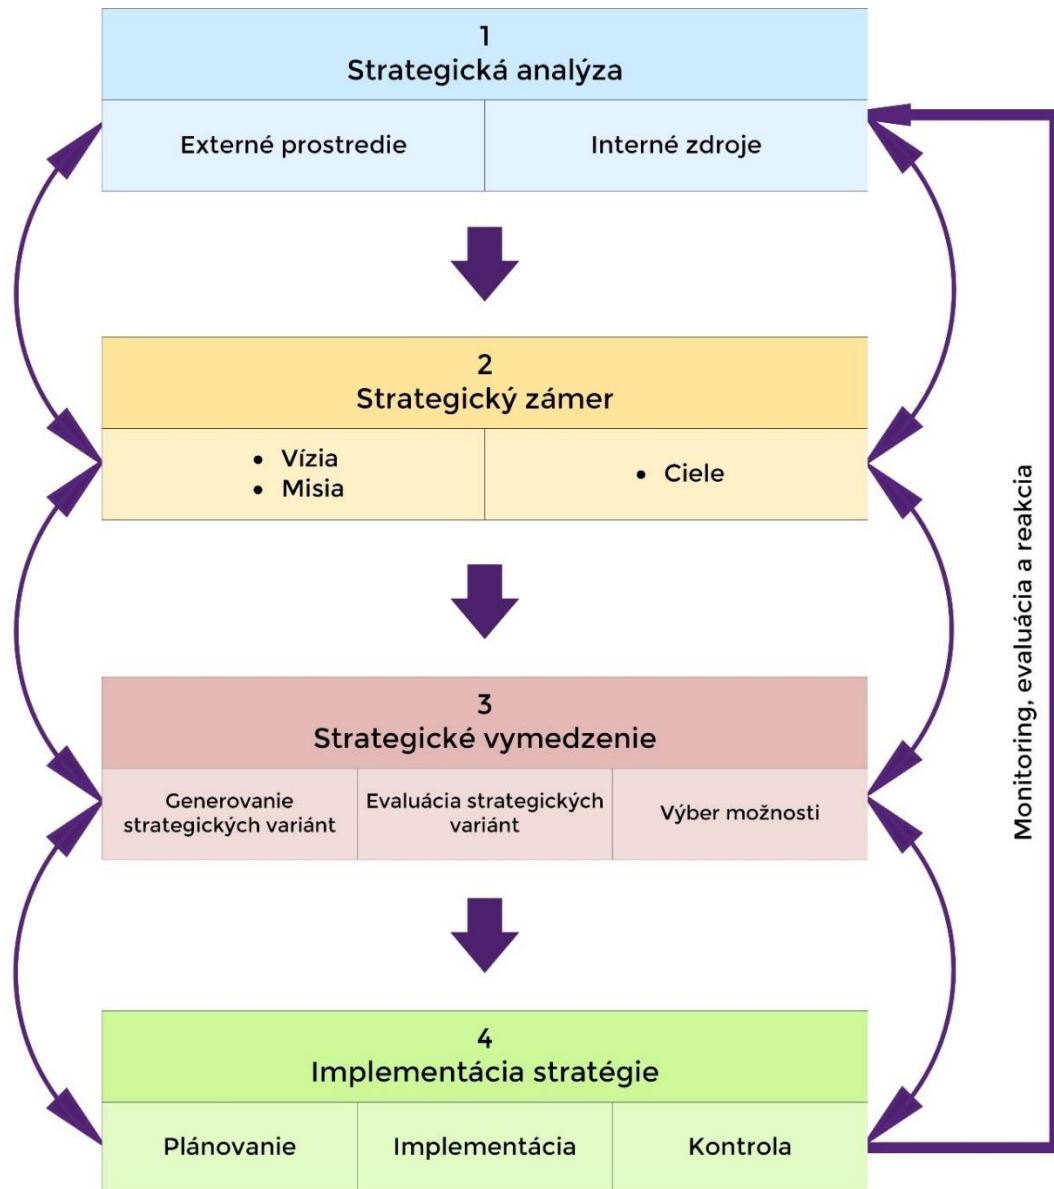 1
Strategická analýza
Externé prostredie
Interné zdroje
2
Strategický zámer
• Vízia
• Misia
• Ciele
3
Strategické vymedzenie
Generovanie
strategických variánt
Evaluácia strategických
variánt
Výber možnosti
4
Implementácia stratégie
Plánovanie
Implementácia
Kontrola
Monitoring, evaluácia a reakcia